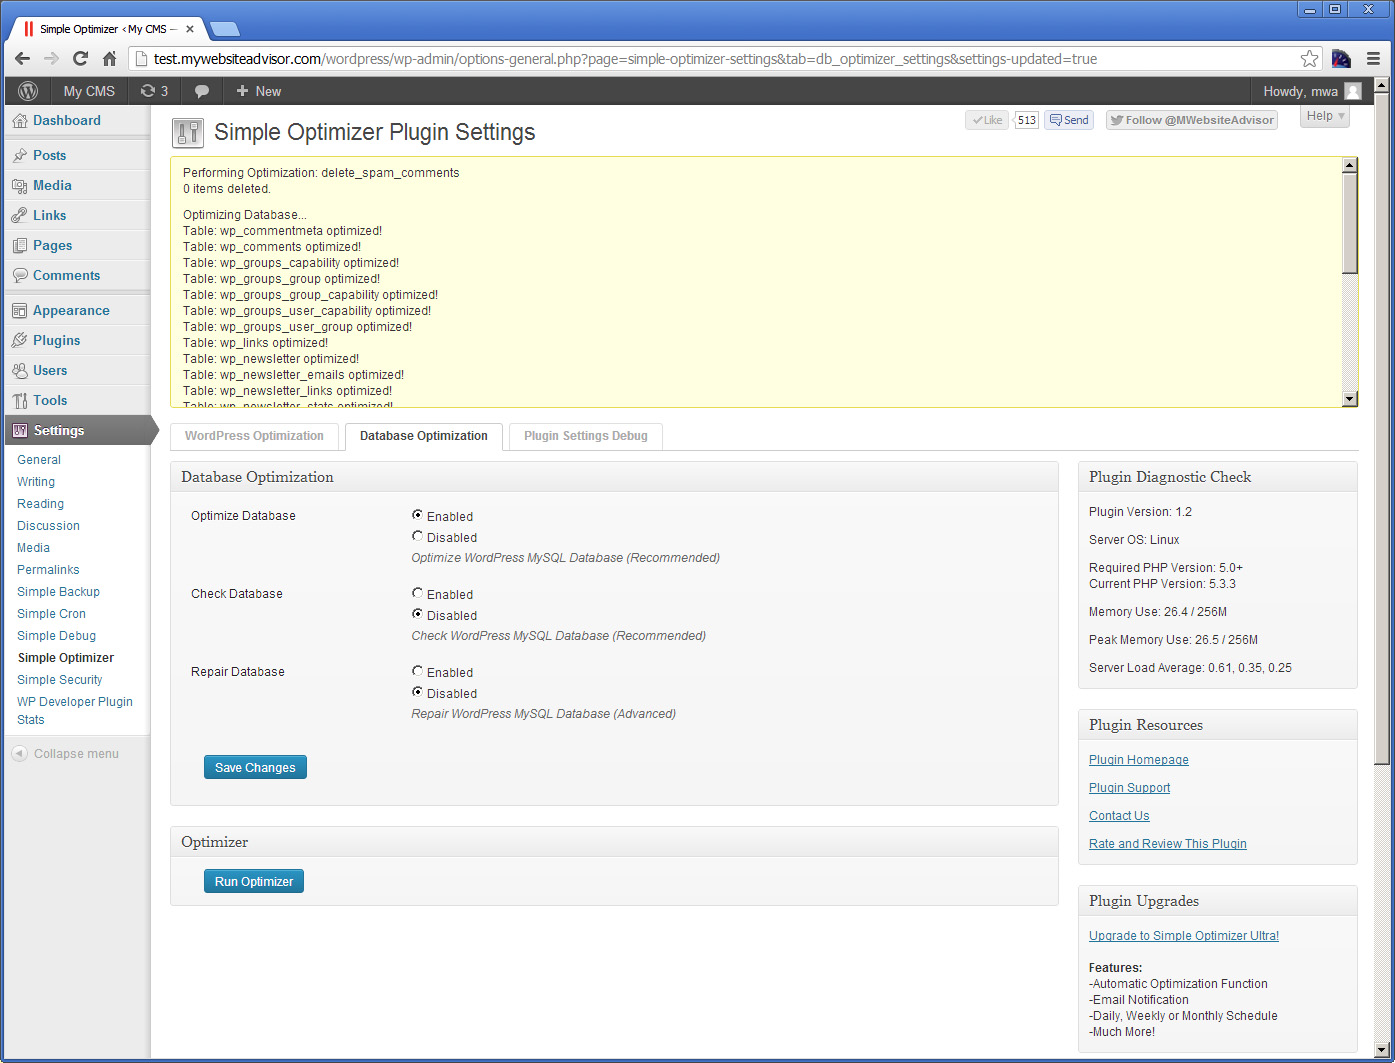 Simple Optimizer ‹ My CMS —
test.mywebsiteadvisor.com/wordpress/wp-admin/options-general.php?page=simple-optimizer-settings&tab=db_optimizer_settings&settings-updated=true
My CMS 3 + New Howdy, mwa
Dashboard
Posts
Media
Links
Pages
Comments
Appearance
Plugins
Users
Tools
Settings
General
Writing
Reading
Discussion
Media
Permalinks
Simple Backup
Simple Cron
Simple Debug
Simple Optimizer
Simple Security
WP Developer Plugin
Stats
Collapse menu
Simple Optimizer Plugin Settings
Like 513 Send Follow @MWebsiteAdvisor Help
Performing Optimization: delete_spam_comments
0 items deleted.
Optimizing Database...
Table: wp_commentmeta optimized!
Table: wp_comments optimized!
Table: wp_groups_capability optimized!
Table: wp_groups_group optimized!
Table: wp_groups_group_capability optimized!
Table: wp_groups_user_capability optimized!
Table: wp_groups_user_group optimized!
Table: wp_links optimized!
Table: wp_newsletter optimized!
Table: wp_newsletter_emails optimized!
Table: wp_newsletter_links optimized!
Table: wp_newsletter_stats optimized!
WordPress Optimization Database Optimization Plugin Settings Debug
Database Optimization
Optimize Database
Enabled
Disabled
Optimize WordPress MySQL Database (Recommended)
Check Database
Enabled
Disabled
Check WordPress MySQL Database (Recommended)
Repair Database
Enabled
Disabled
Repair WordPress MySQL Database (Advanced)
Save Changes
Optimizer
Run Optimizer
Plugin Diagnostic Check
Plugin Version: 1.2
Server OS: Linux
Required PHP Version: 5.0+
Current PHP Version: 5.3.3
Memory Use: 26.4 / 256M
Peak Memory Use: 26.5 / 256M
Server Load Average: 0.61, 0.35, 0.25
Plugin Resources
Plugin Homepage
Plugin Support
Contact Us
Rate and Review This Plugin
Plugin Upgrades
Upgrade to Simple Optimizer Ultra!
Features:
-Automatic Optimization Function
-Email Notification
-Daily, Weekly or Monthly Schedule
-Much More!